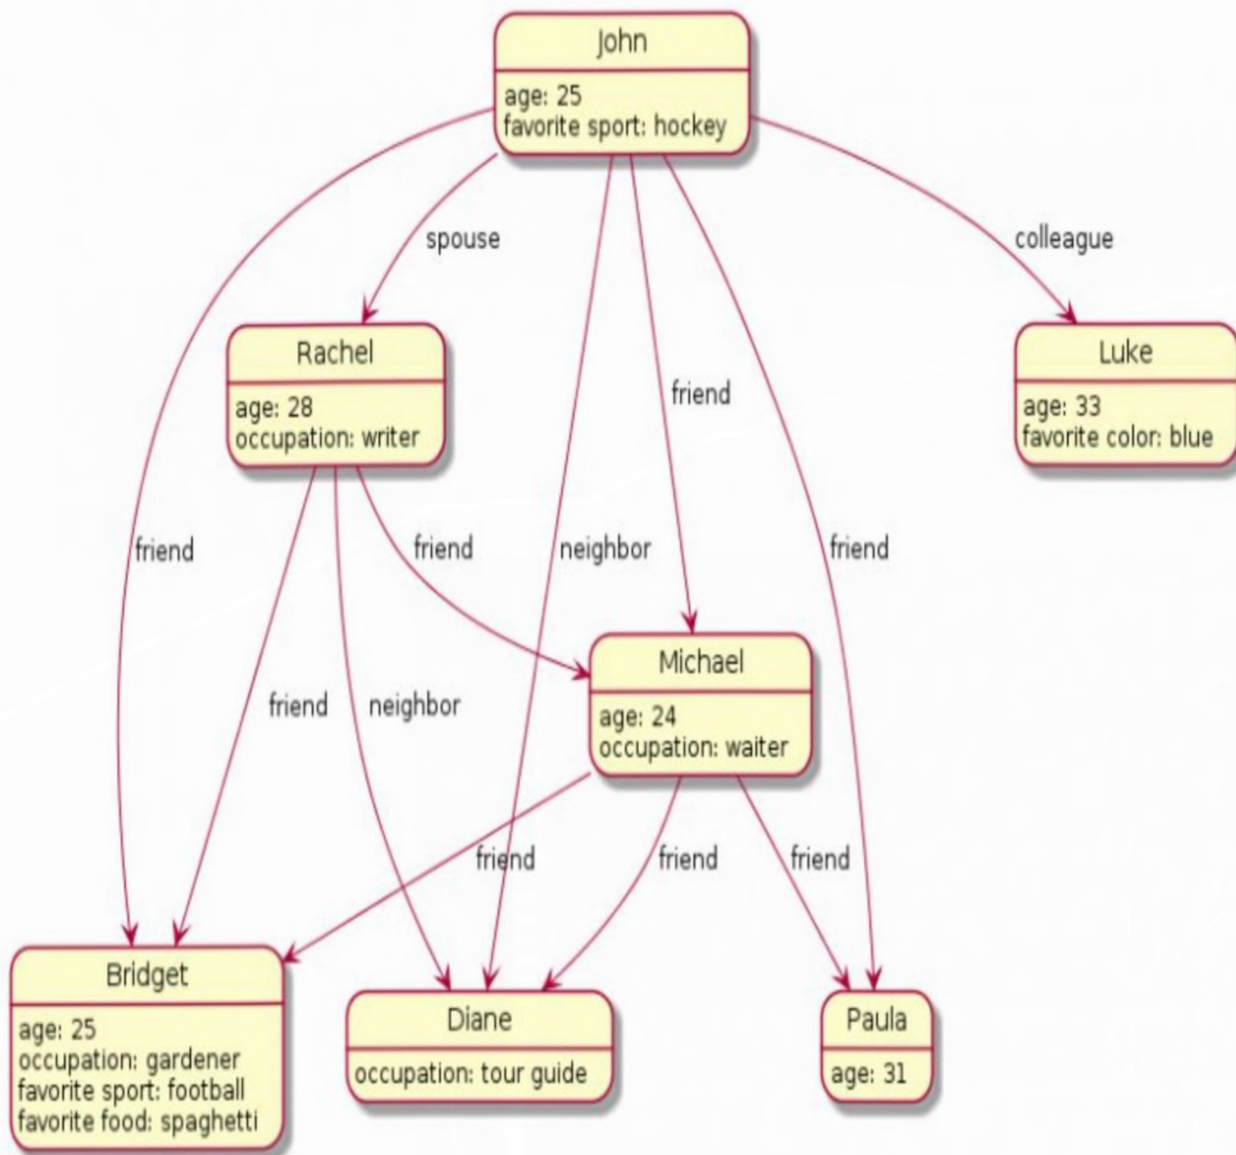 John
age: 25
favorite sport: hockey
spouse
colleague
Rachel
age: 28
occupation: writer
Luke
age: 33
favorite color: blue
friend
friend
friend
neighbor
friend
Michael
age: 24
occupation: waiter
friend
neighbor
friend
friend
friend
Bridget
age: 25
occupation: gardener
favorite sport: football
favorite food: spaghetti
Diane
occupation: tour guide
Paula
age: 31